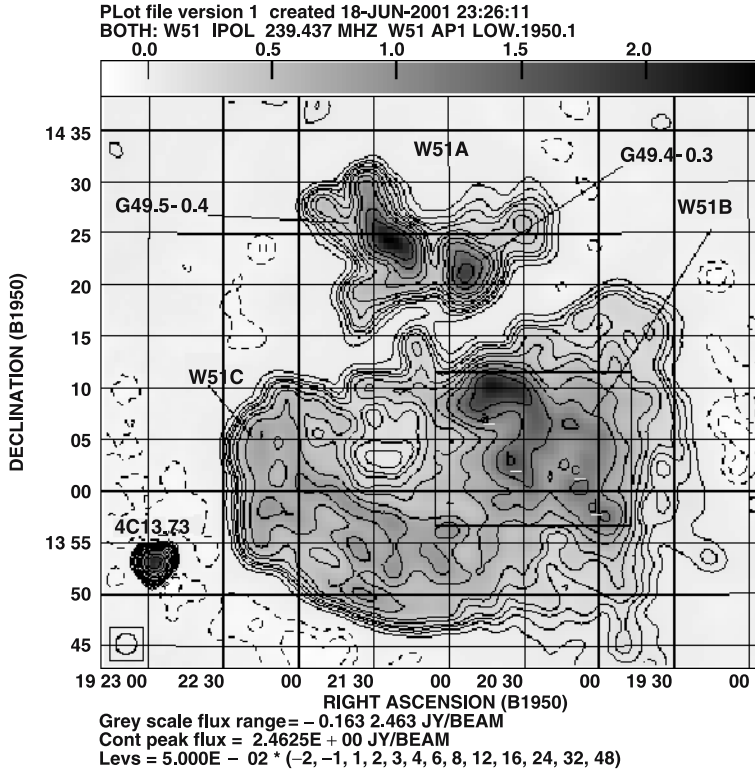 PLot file version 1 created 18-JUN-2001 23:26:11
BOTH: W51 IPOL 239.437 MHZ W51 AP1 LOW.1950.1
0.0 0.5 1.0 1.5 2.0
14 35
W51A
G49.4-0.3
30
G49.5-0.4
W51B
25
20
15
W51C
10
a
05
b
c
00
d
4C13.73
13 55
50
45
DECLINATION (B1950)
19 23 00 22 30 00 21 30 00 20 30 00 19 30 00
RIGHT ASCENSION (B1950)
Grey scale flux range = – 0.163 2.463 JY/BEAM
Cont peak flux = 2.4625E + 00 JY/BEAM
Levs = 5.000E – 02 * (–2, –1, 1, 2, 3, 4, 6, 8, 12, 16, 24, 32, 48)